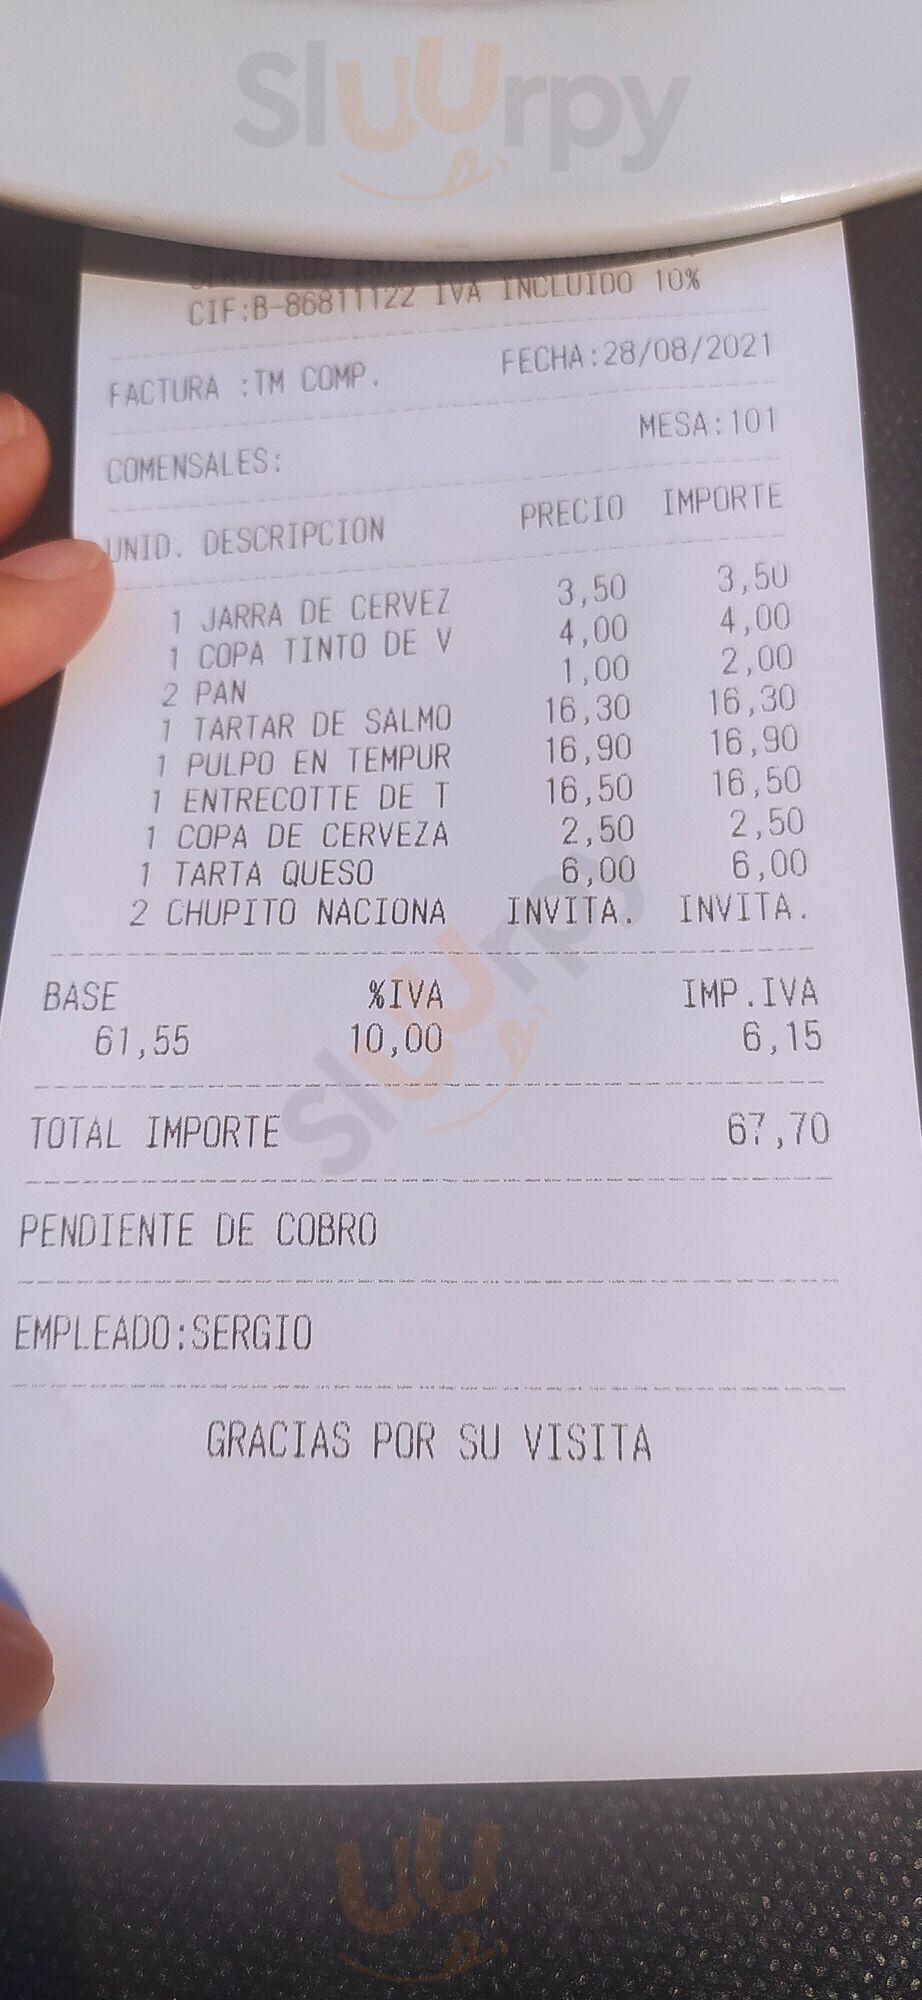 Sluurpy
SERVICIOS
CIF:B-86811122 IVA INCLUIDO 10%
FACTURA :TM COMP. FECHA:28/08/2021
MESA:101
COMENSALES:
UNID. DESCRIPCION PRECIO IMPORTE
1 JARRA DE CERVEZ 3,50 3,50
1 COPA TINTO DE V 4,00 4,00
2 PAN 1,00 2,00
1 TARTAR DE SALMO 16,30 16,30
1 PULPO EN TEMPUR 16,90 16,90
1 ENTRECOTTE DE T 16,50 16,50
1 COPA DE CERVEZA 2,50 2,50
1 TARTA QUESO 6,00 6,00
2 CHUPITO NACIONA INVITA. INVITA.
BASE %IVA IMP.IVA
61,55 10,00 6,15
TOTAL IMPORTE 67,70
PENDIENTE DE COBRO
EMPLEADO:SERGIO
GRACIAS POR SU VISITA
Sluurpy
UU